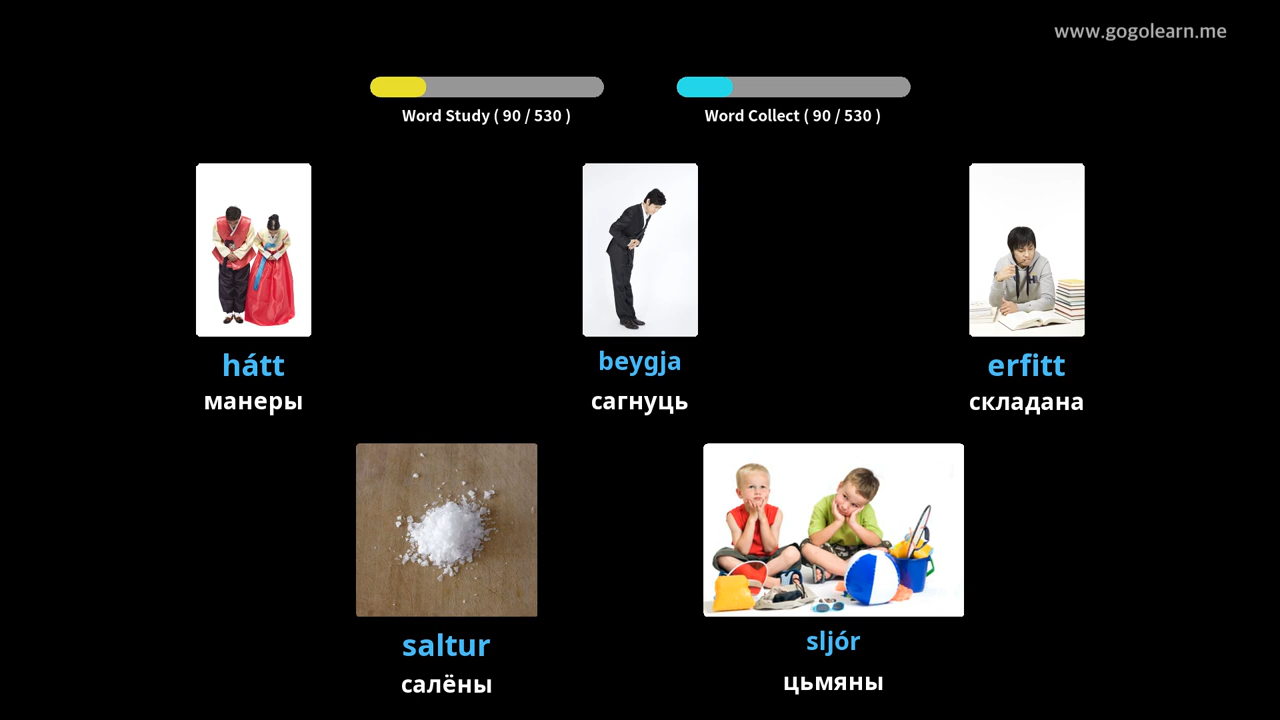 www.gogolearn.me
Word Study ( 90 / 530 )
Word Collect ( 90 / 530 )
hátt
манеры
beygja
сагнуць
erfitt
складана
saltur
салёны
sljór
цьмяны